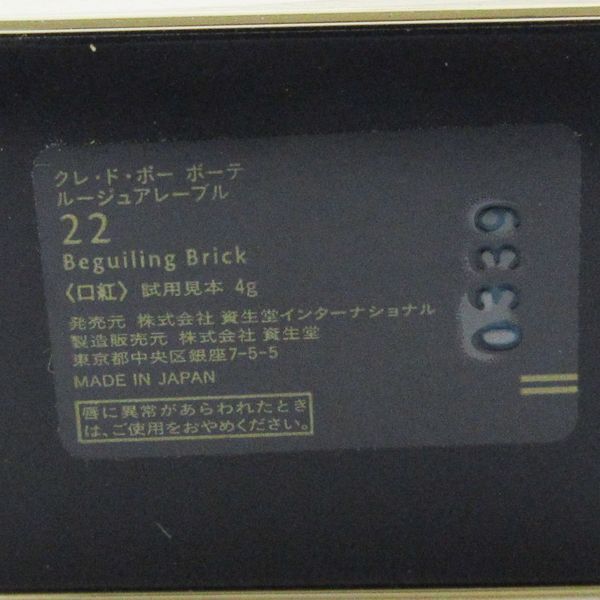 クレ・ド・ポー ボーテ
ルージュアレーブル
22
Beguiling Brick
〈口紅〉 試用見本 4g
発売元 株式会社 資生堂インターナショナル
製造販売元 株式会社 資生堂
東京都中央区銀座7-5-5
MADE IN JAPAN
唇に異常があらわれたとき
は、ご使用をおやめください。
0339